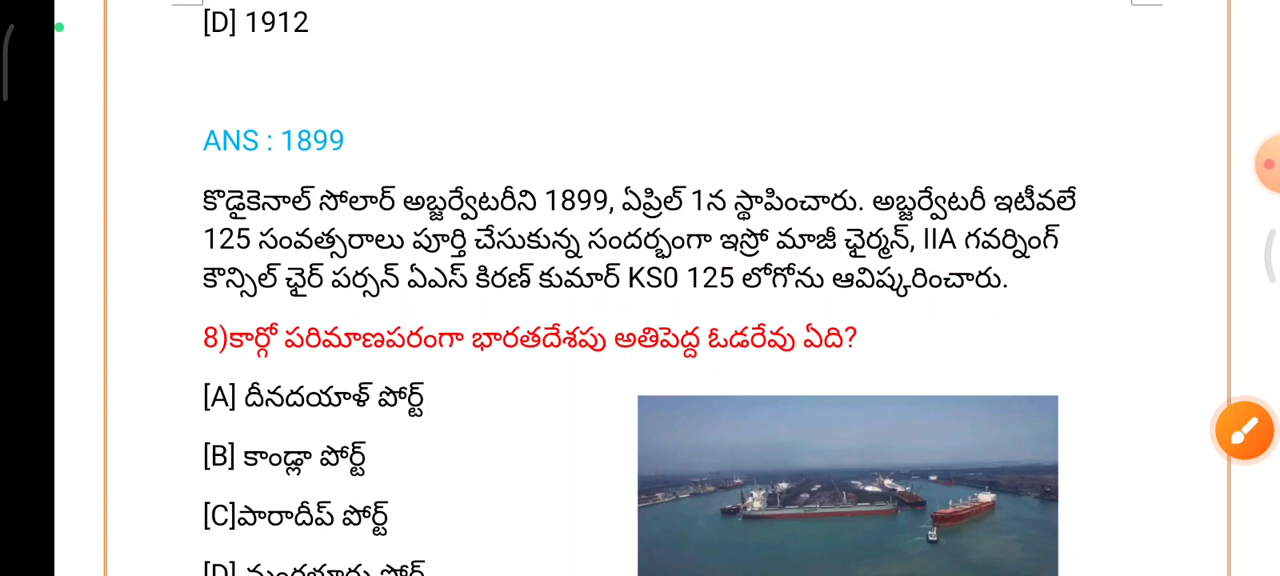 [D] 1912
ANS : 1899
కొడైకెనాల్ సోలార్ అబ్జర్వేటరీని 1899, ఏప్రిల్ 1న స్థాపించారు. అబ్జర్వేటరీ ఇటీవలే
125 సంవత్సరాలు పూర్తి చేసుకున్న సందర్భంగా ఇస్రో మాజీ ఛైర్మన్, IIA గవర్నింగ్
కౌన్సిల్ ఛైర్ పర్సన్ ఏఎస్ కిరణ్ కుమార్ KS0 125 లోగోను ఆవిష్కరించారు.
8)కార్గో పరిమాణపరంగా భారతదేశపు అతిపెద్ద ఓడరేవు ఏది?
[A] దీనదయాళ్ పోర్ట్
[B] కాండ్లా పోర్ట్
[C]పారాదీప్ పోర్ట్
[D]